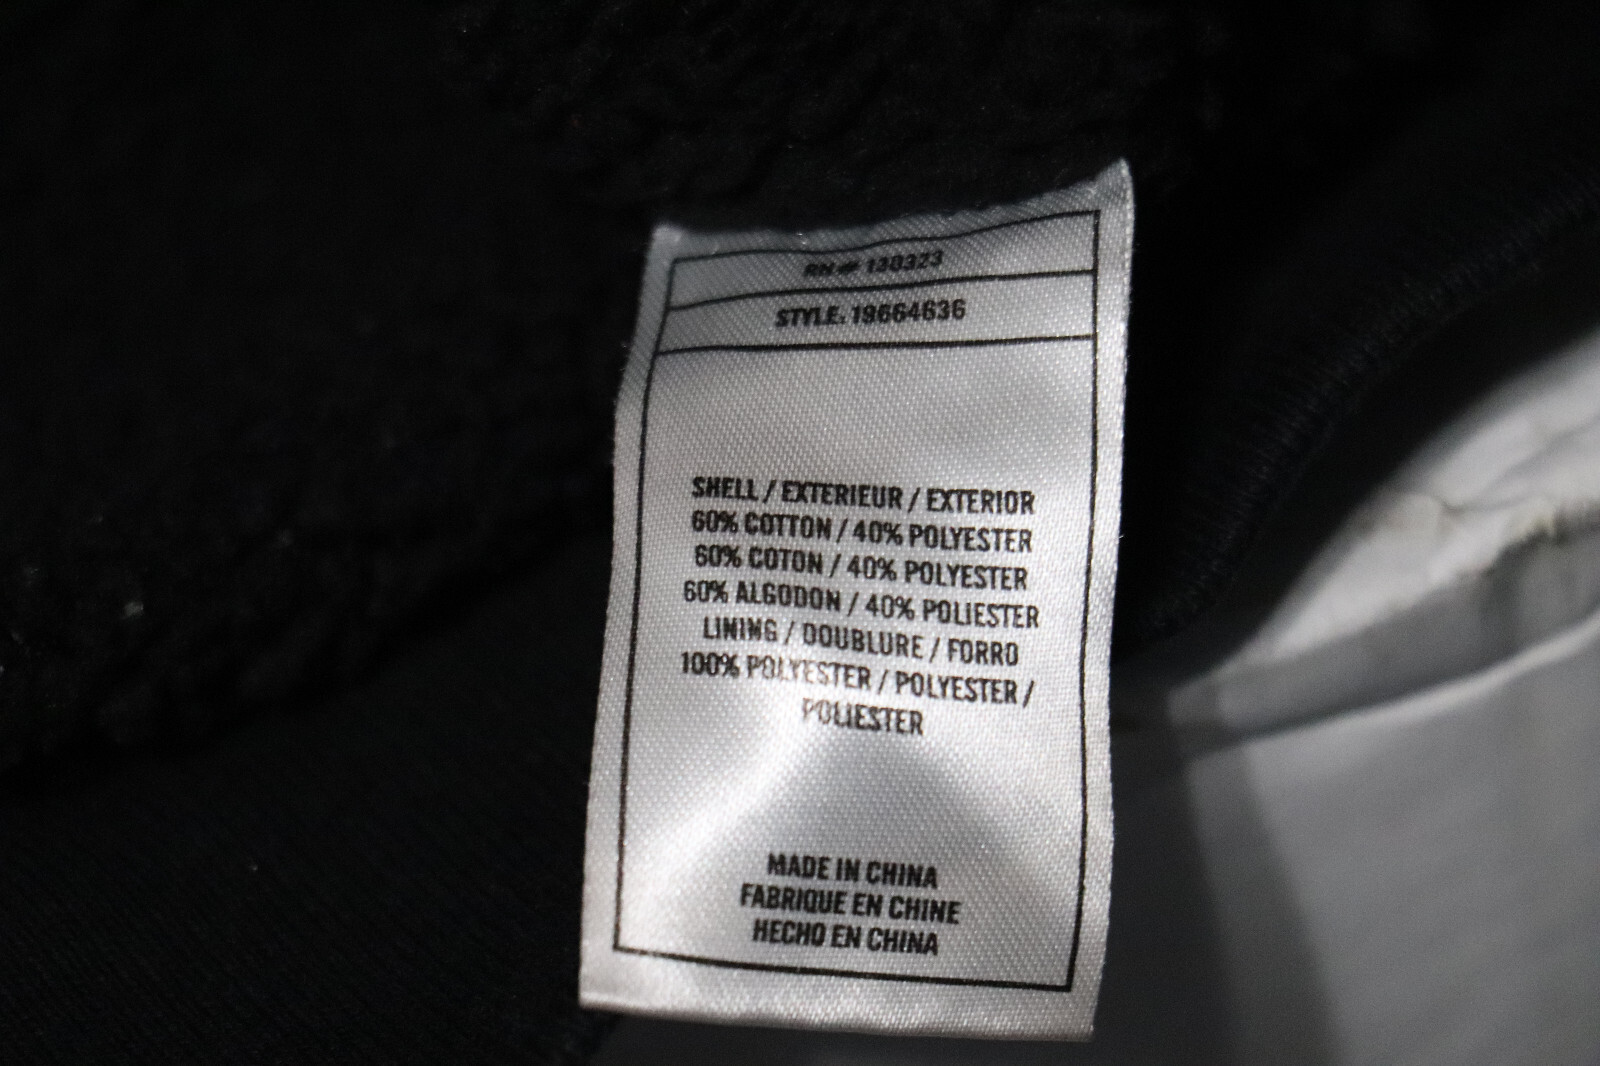 RN# 130323
STYLE: 19664636
SHELL / EXTERIEUR / EXTERIOR
60% COTTON / 40% POLYESTER
60% COTON / 40% POLYESTER
60% ALGODON / 40% POLIESTER
LINING / DOUBLURE / FORRO
100% POLYESTER / POLYESTER /
POLIESTER
MADE IN CHINA
FABRIQUE EN CHINE
HECHO EN CHINA